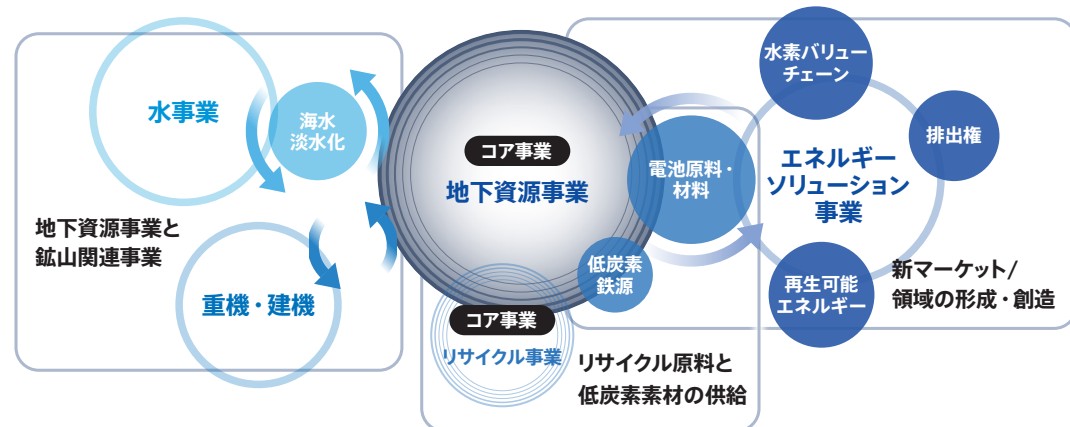 水事業
海水
淡水化
地下資源事業と
鉱山関連事業
重機・建機
コア事業
地下資源事業
コア事業
リサイクル事業
低炭素
鉄源
リサイクル原料と
低炭素素材の供給
電池原料・
材料
水素バリュー
チェーン
排出権
エネルギー
ソリューション
事業
再生可能
エネルギー
新マーケット/
領域の形成・創造